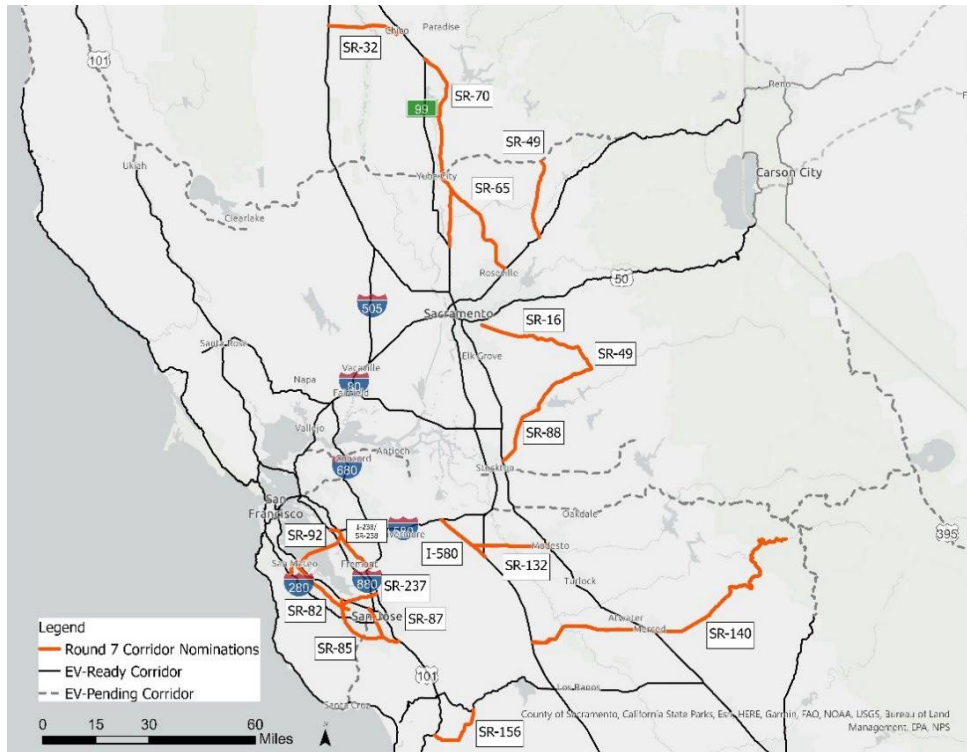 101
Chico
Paradise
SR-32
SR-70
99
Reno
SR-49
Ukiah
Yuba City
SR-65
Carson City
Clearlake
Roseville
50
505
Sacramento
SR-16
Santa Rosa
Elk Grove
SR-49
Vacaville
Napa
80
Fairfield
Vallejo
SR-88
Antioch
Concord
680
Stockton
San
Francisco
Oakdale
SR-92
I-238/
SR-238
580
395
I-580
Modesto
SR-132
San Mateo
Fremont
280
880
SR-237
Turlock
SR-82
San Jose
SR-87
Atwater
Merced
SR-140
SR-85
Legend
Round 7 Corridor Nominations
EV-Ready Corridor
EV-Pending Corridor
101
Los Banos
Santa Cruz
0 15 30 60
Miles
SR-156
County of Sacramento, California State Parks, Esri, HERE, Garmin, FAO, NOAA, USGS, Bureau of Land
Management, EPA, NPS